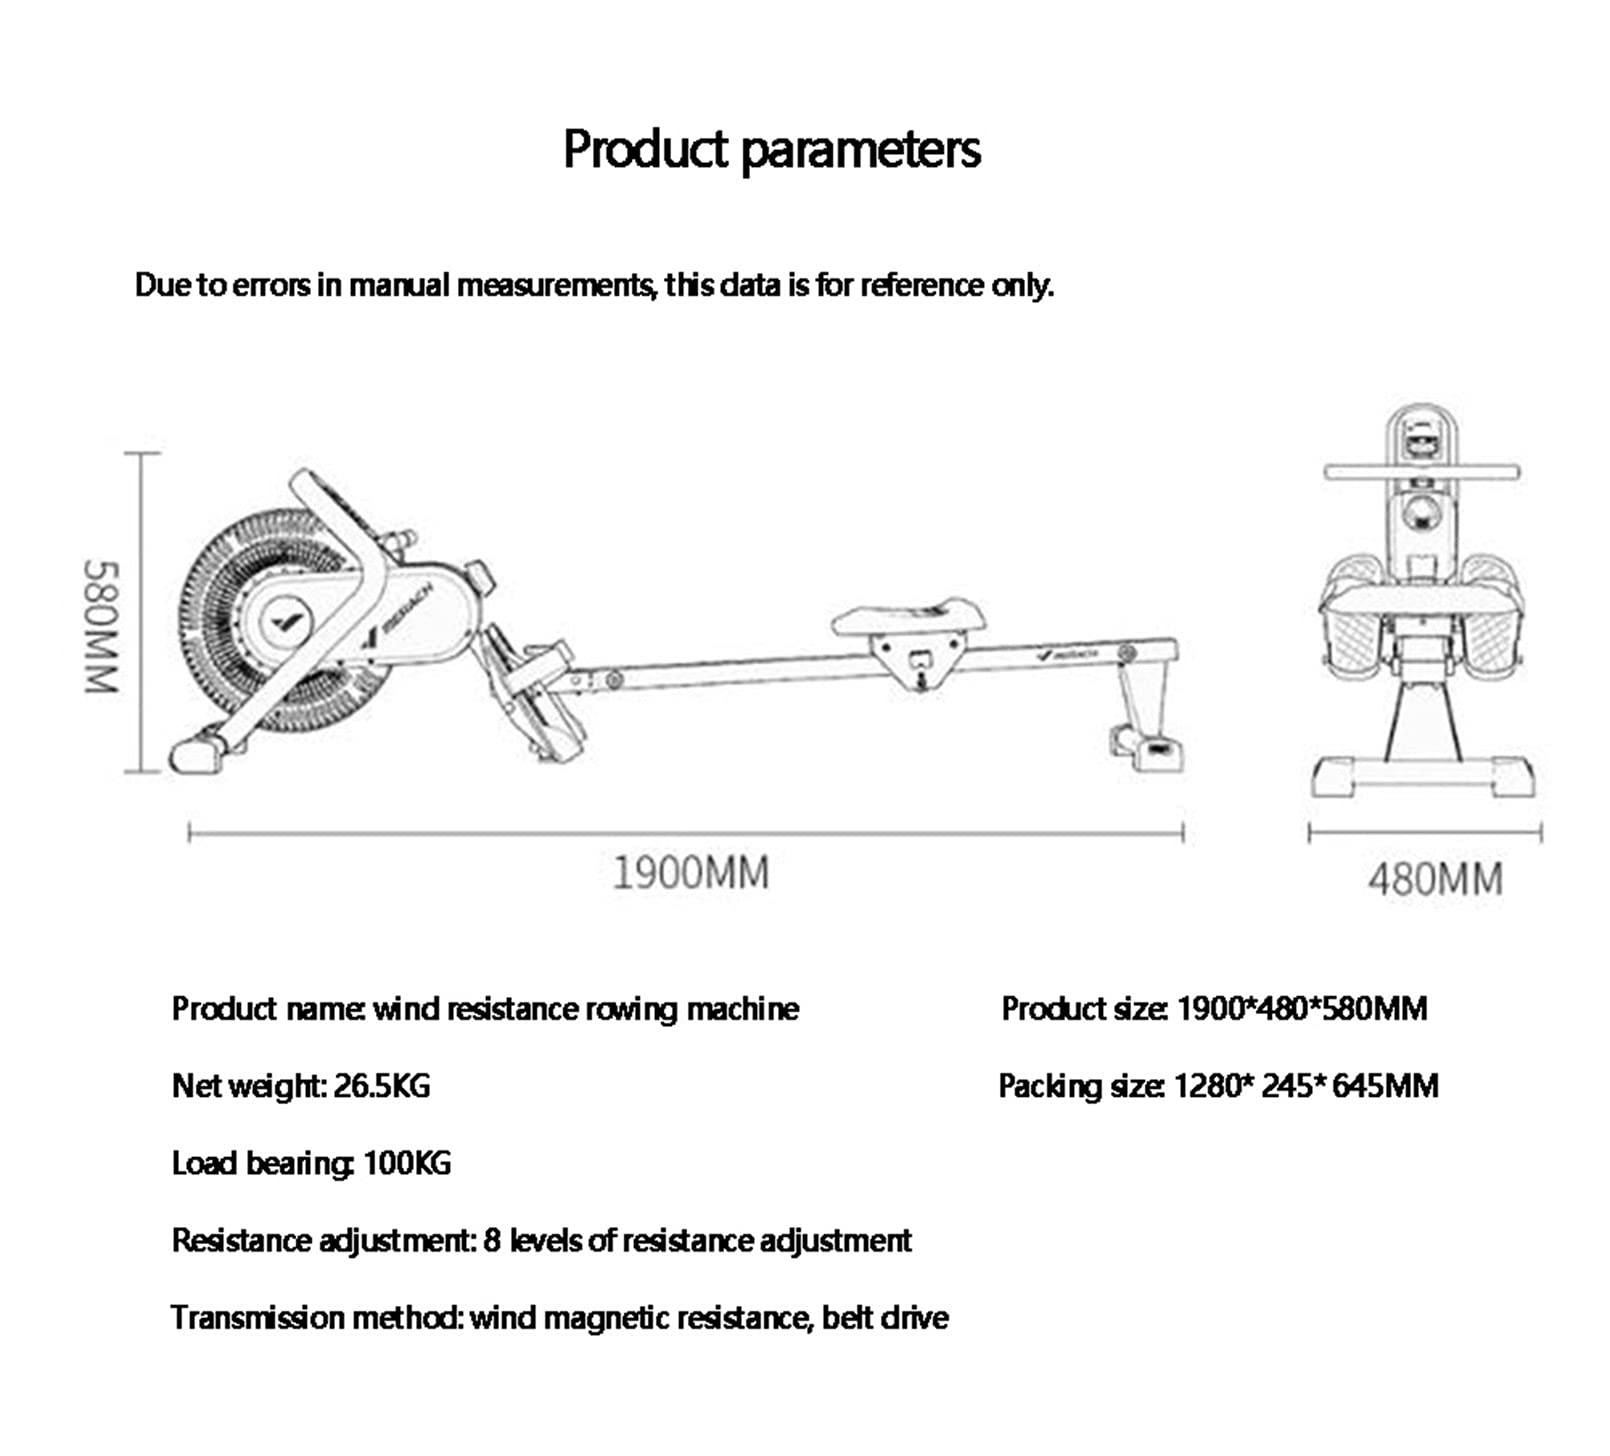 Product parameters
Due to errors in manual measurements, this data is for reference only.
580MM
MERACH
MERACH
1900MM
480MM
Product name: wind resistance rowing machine
Product size: 1900*480*580MM
Net weight: 26.5KG
Packing size: 1280* 245* 645MM
Load bearing: 100KG
Resistance adjustment: 8 levels of resistance adjustment
Transmission method: wind magnetic resistance, belt drive